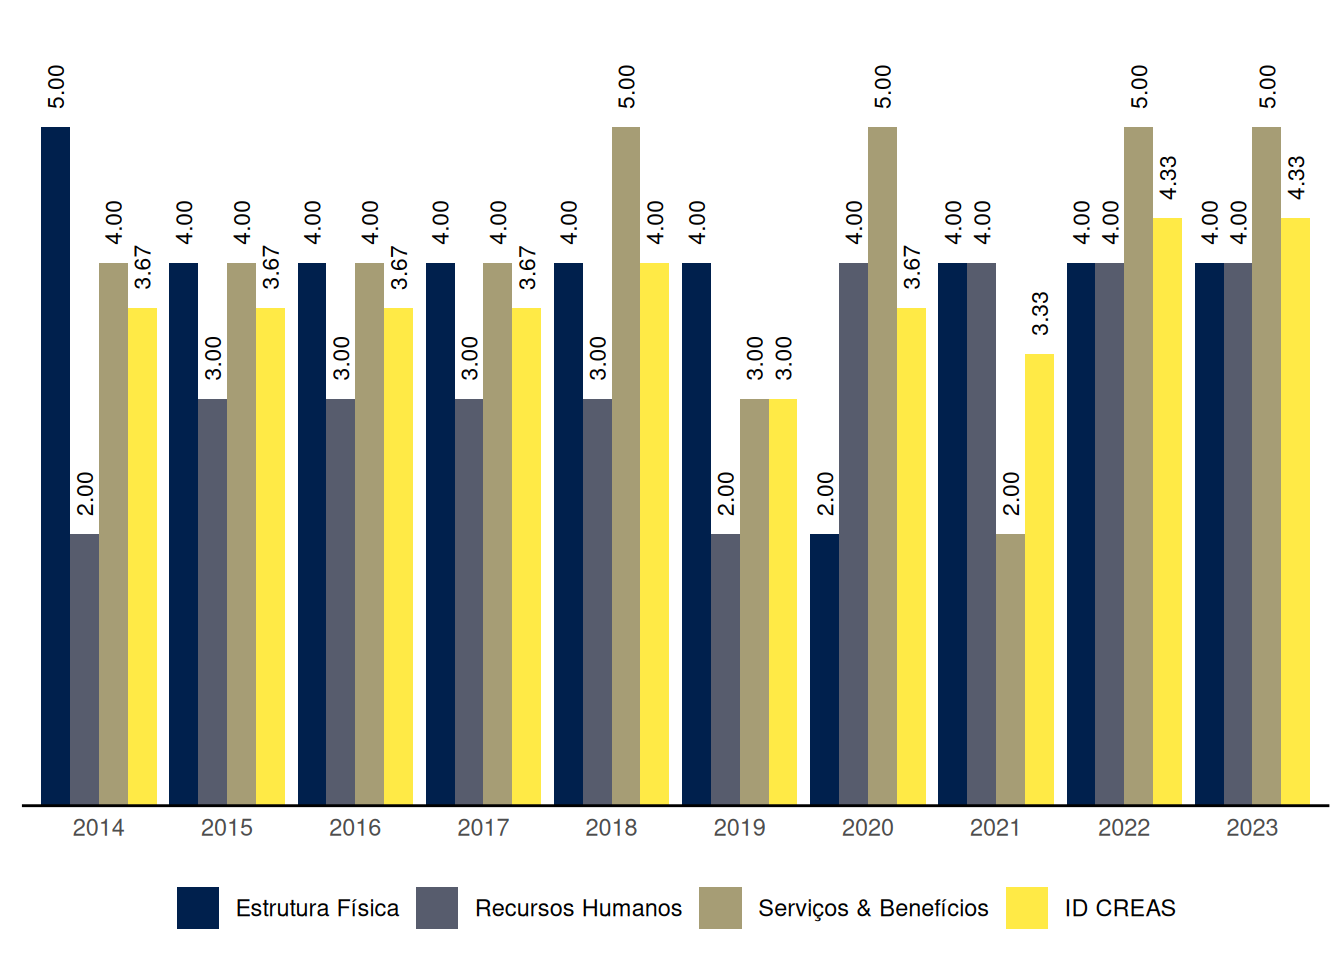 5.00 2.00 4.00 3.67 4.00 3.00 4.00 3.67 4.00 3.00 4.00 3.67 4.00 3.00 4.00 3.67 4.00 3.00 5.00 4.00 4.00 2.00 3.00 3.00 2.00 4.00 5.00 3.67 4.00 4.00 2.00 3.33 4.00 4.00 5.00 4.33 4.00 4.00 5.00 4.33
2014 2015 2016 2017 2018 2019 2020 2021 2022 2023
Estrutura Física Recursos Humanos Serviços & Benefícios ID CREAS